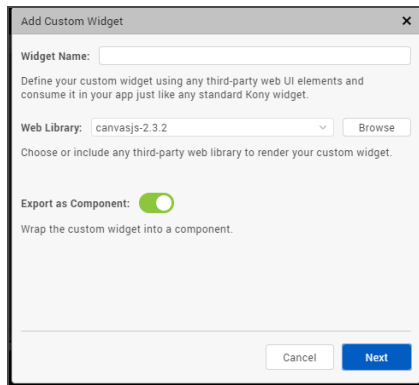 Add Custom Widget
Widget Name:
Define your custom widget using any third-party web UI elements and
consume it in your app just like any standard Kony widget.
Web Library: canvasjs-2.3.2 Browse
Choose or include any third-party web library to render your custom widget.
Export as Component:
Wrap the custom widget into a component.
Cancel Next